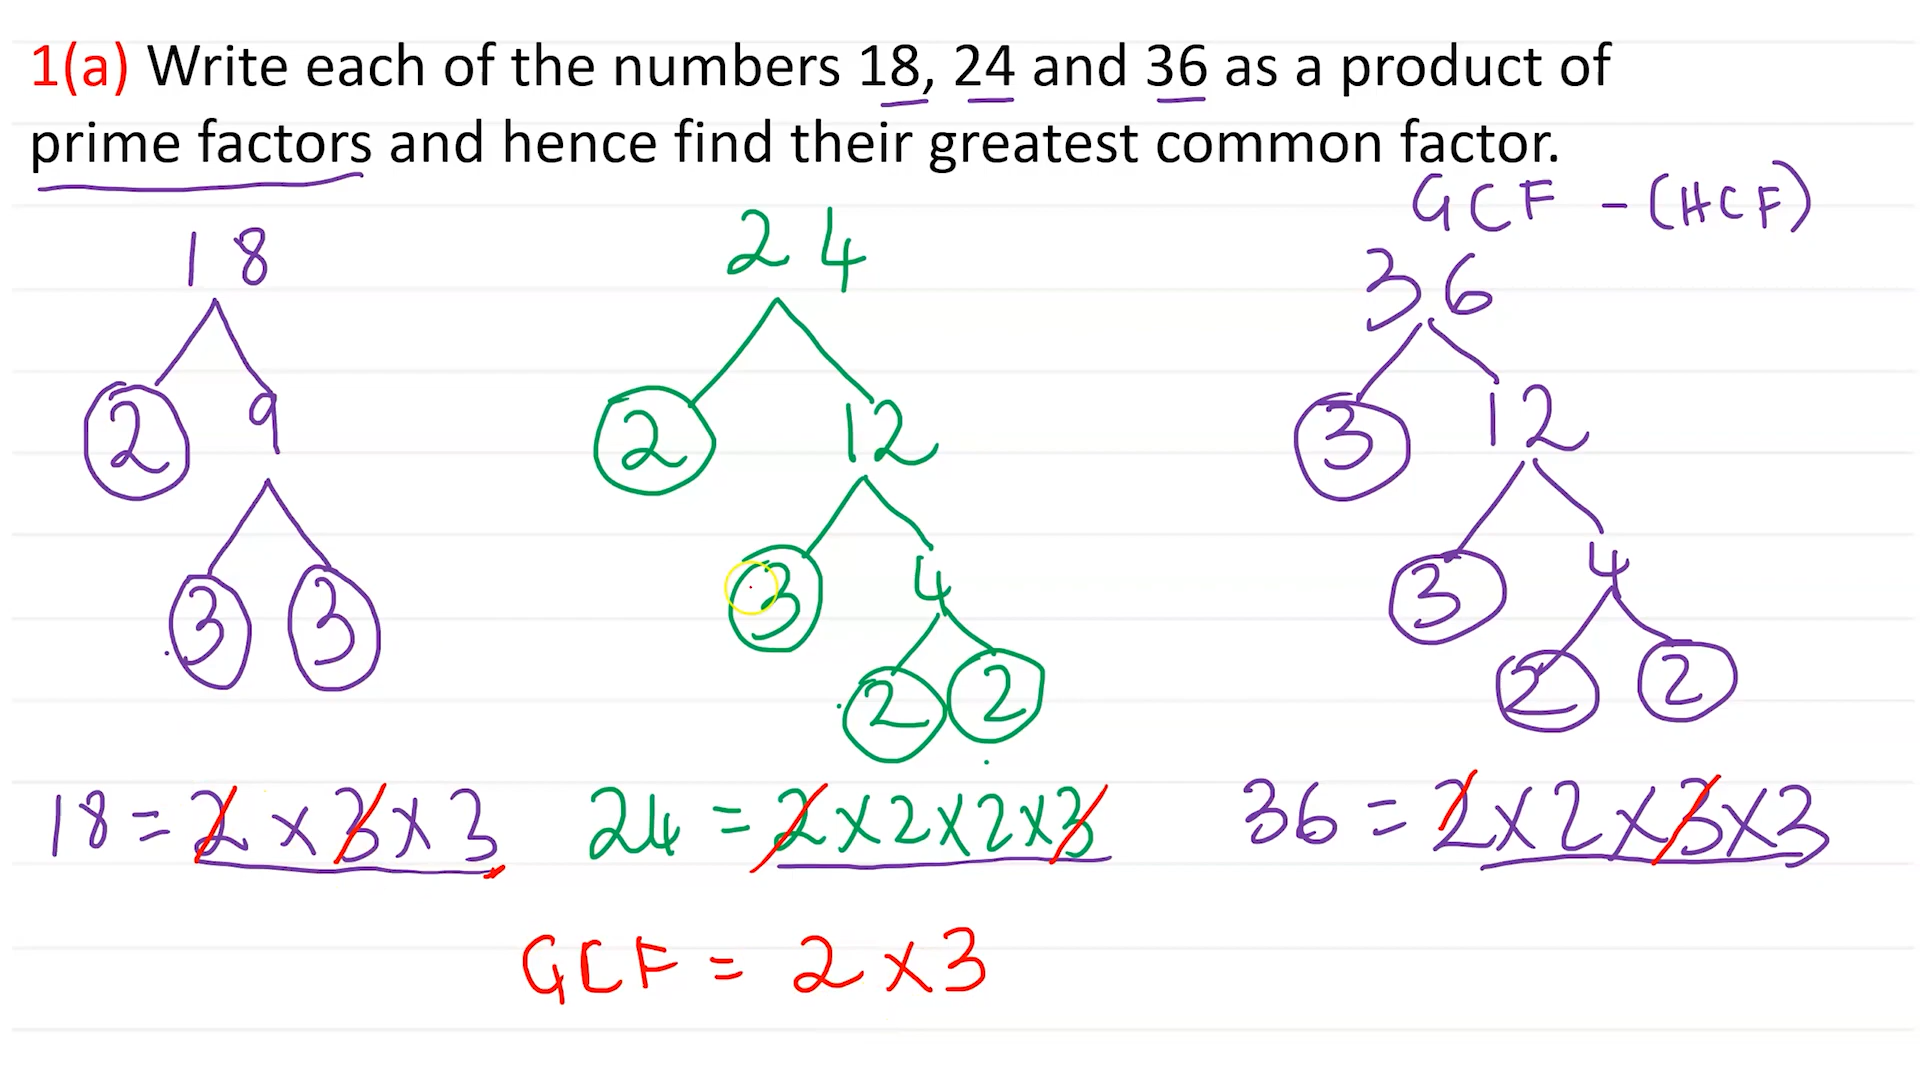 1(a) Write each of the numbers 18, 24 and 36 as a product of
prime factors and hence find their greatest common factor.
GCF - (HCF)
18
24
36
2 9
2 12
3 12
3 3
3 4
3 4
2 2
2 2
18 = 2 × 3 × 3
24 = 2 × 2 × 2 × 3
36 = 2 × 2 × 3 × 3
GCF = 2 × 3